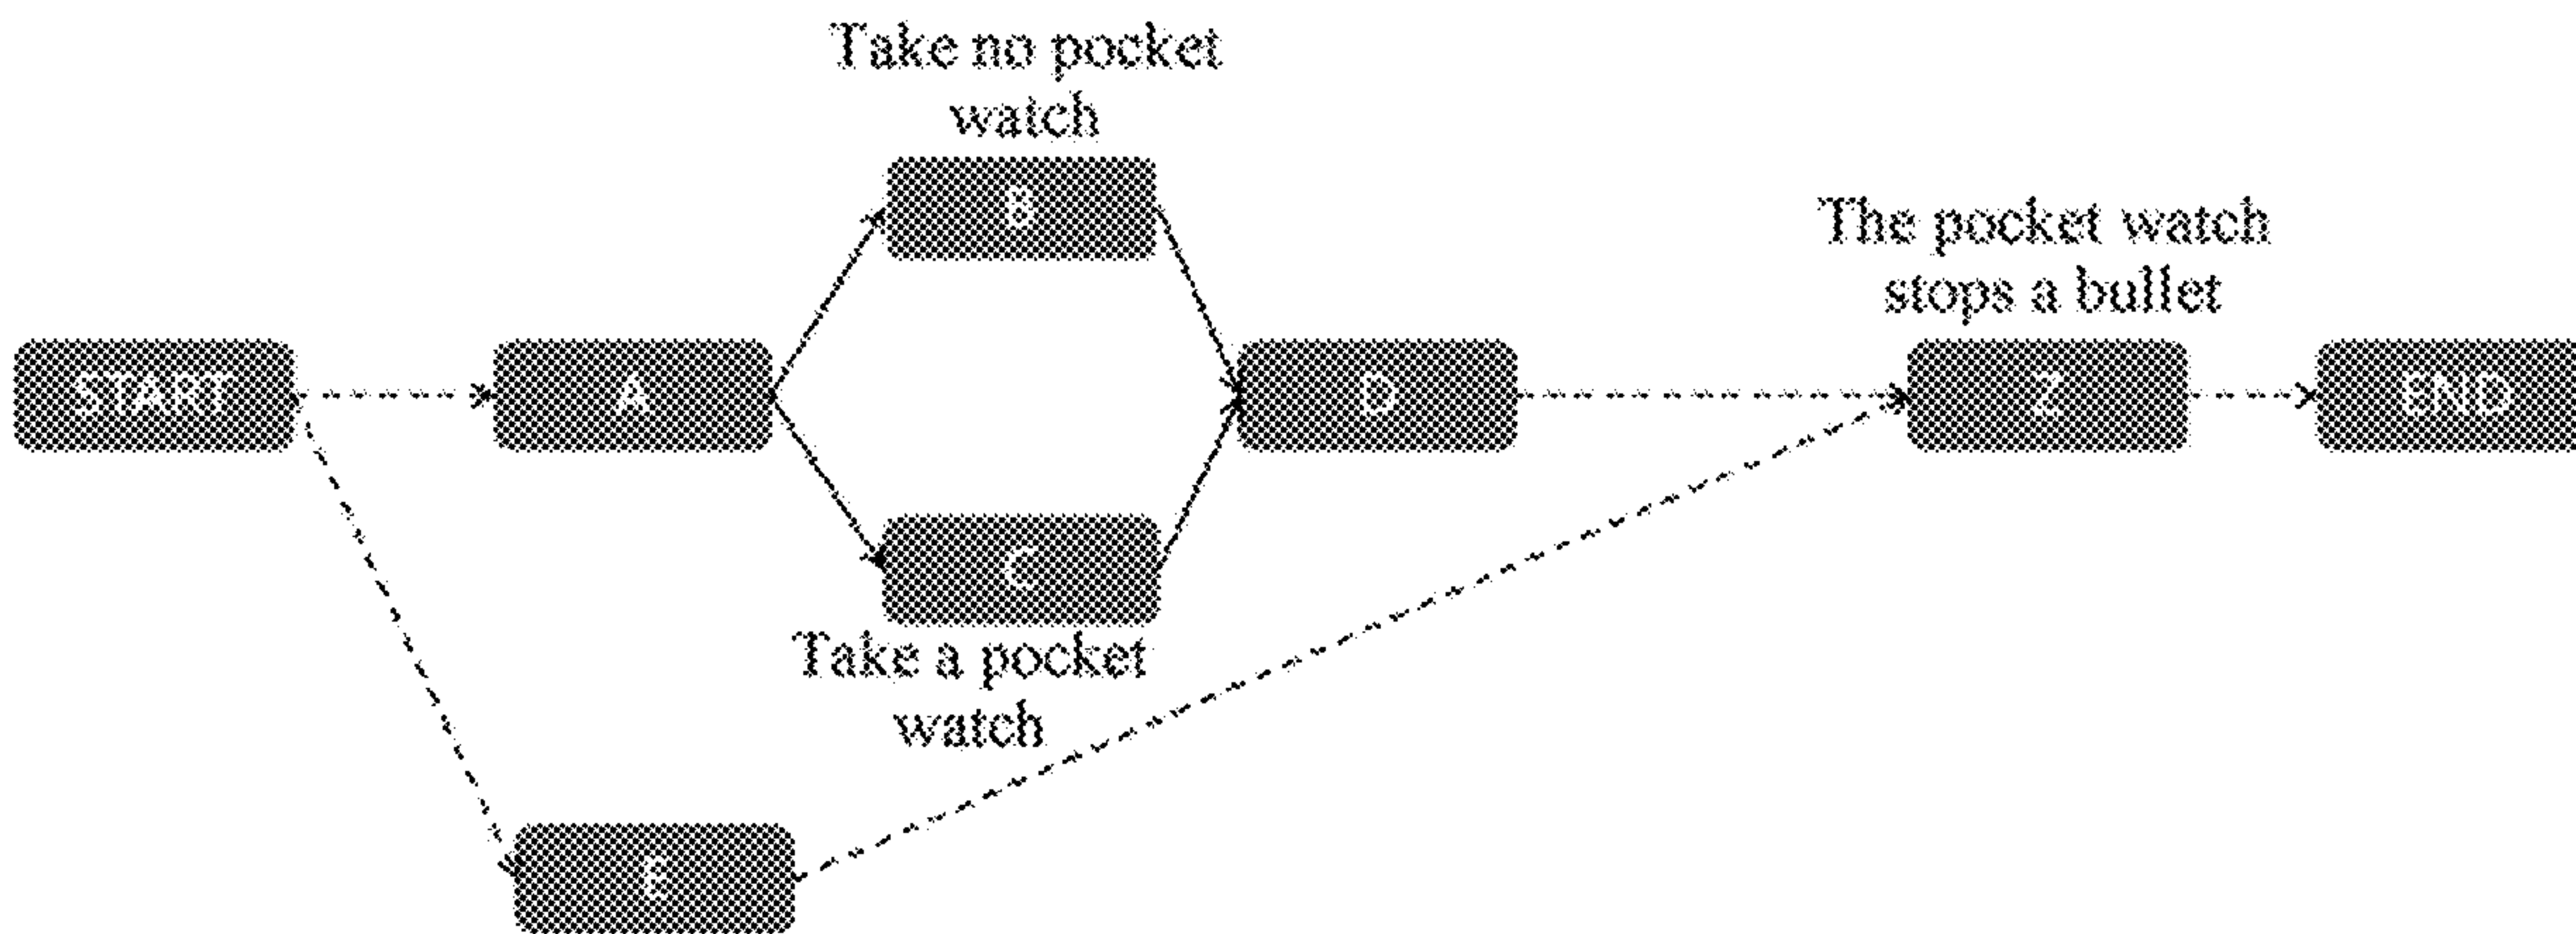 Take no pocket
watch
B
The pocket watch
stops a bullet
START
A
D
Z
END
C
Take a pocket
watch
E